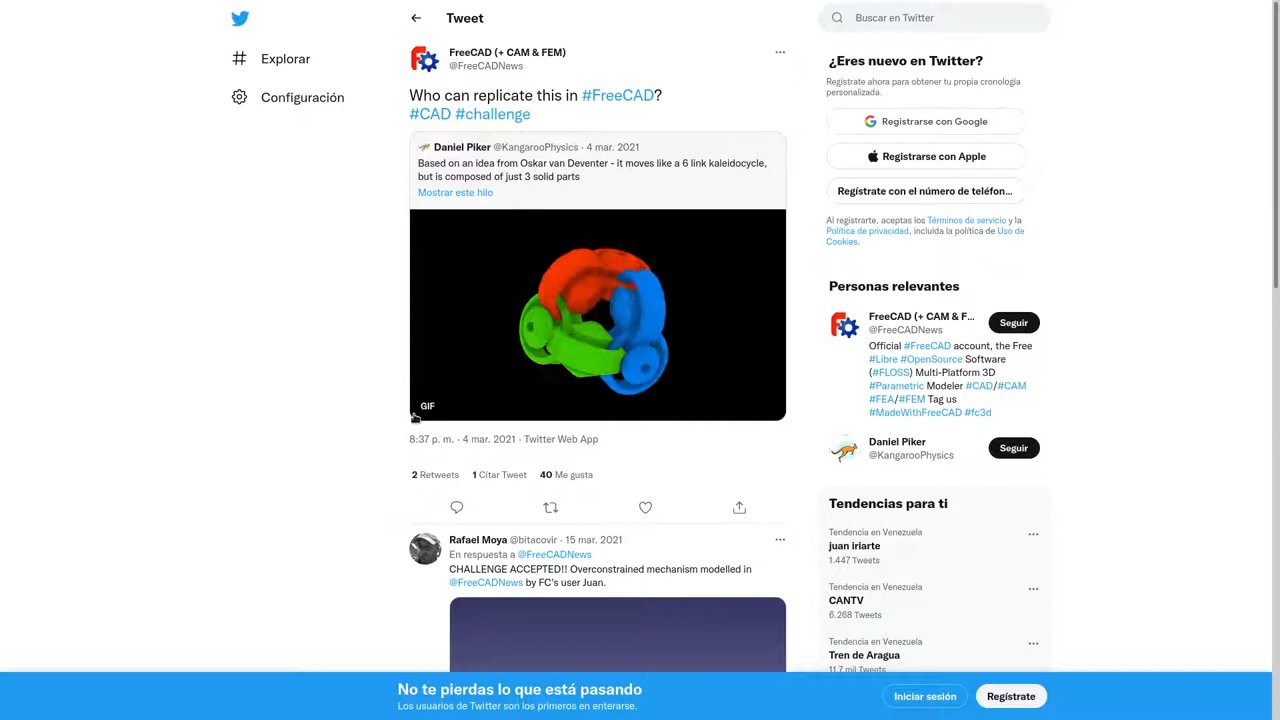 Explorar
Configuración
Tweet
FreeCAD (+ CAM & FEM)
@FreeCADNews
Who can replicate this in #FreeCAD?
#CAD #challenge
Daniel Piker @KangarooPhysics · 4 mar. 2021
Based on an idea from Oskar van Deventer - it moves like a 6 link kaleidocycle,
but is composed of just 3 solid parts
Mostrar este hilo
GIF
8:37 p. m. · 4 mar. 2021 · Twitter Web App
2 Retweets 1 Citar Tweet 40 Me gusta
Rafael Moya @bitacovir · 15 mar. 2021
En respuesta a @FreeCADNews
CHALLENGE ACCEPTED!! Overconstrained mechanism modelled in
@FreeCADNews by FC's user Juan.
Buscar en Twitter
¿Eres nuevo en Twitter?
Regístrate ahora para obtener tu propia cronología
personalizada.
Registrarse con Google
Registrarse con Apple
Regístrate con el número de teléfon...
Al registrarte, aceptas los Términos de servicio y la
Política de privacidad, incluida la política de Uso de
Cookies.
Personas relevantes
FreeCAD (+ CAM & F...
@FreeCADNews
Seguir
Official #FreeCAD account, the Free
#Libre #OpenSource Software
(#FLOSS) Multi-Platform 3D
#Parametric Modeler #CAD/#CAM
#FEA/#FEM Tag us
#MadeWithFreeCAD #fc3d
Daniel Piker
@KangarooPhysics
Seguir
Tendencias para ti
Tendencia en Venezuela
juan iriarte
1.447 Tweets
Tendencia en Venezuela
CANTV
6.268 Tweets
Tendencia en Venezuela
Tren de Aragua
11.7 mil Tweets
No te pierdas lo que está pasando
Los usuarios de Twitter son los primeros en enterarse.
Iniciar sesión
Regístrate